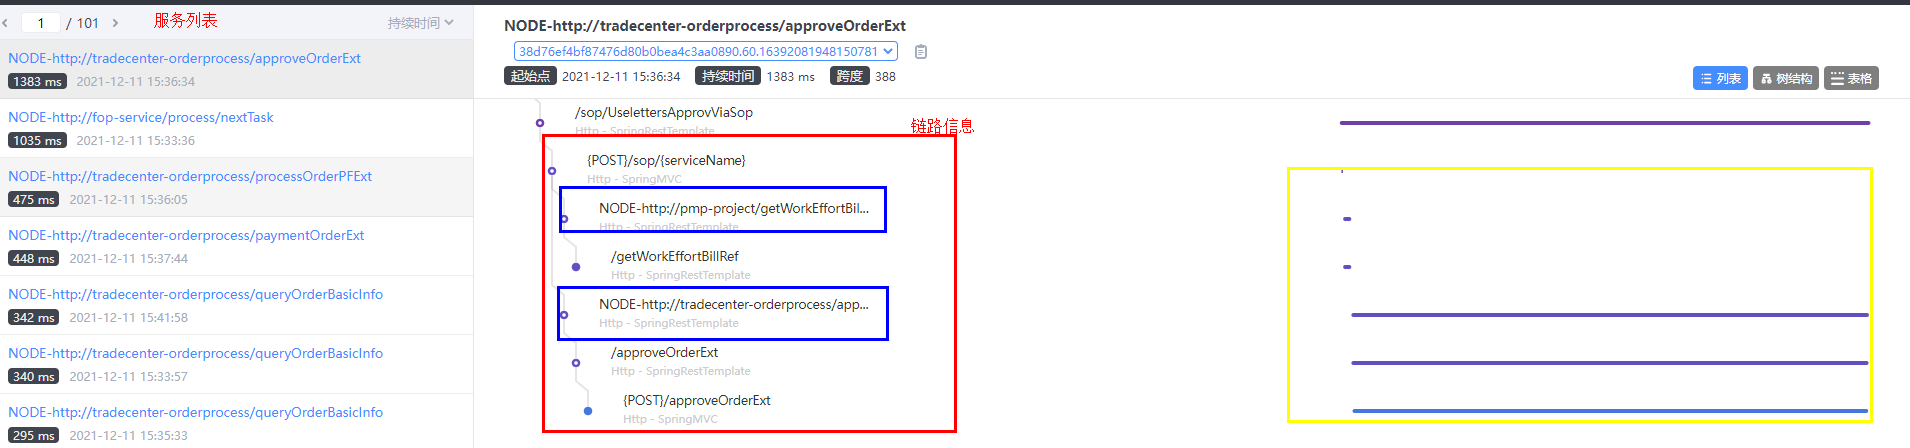 1 / 101
服务列表
持续时间
NODE-http://tradecenter-orderprocess/approveOrderExt
1383 ms 2021-12-11 15:36:34
NODE-http://fop-service/process/nextTask
1035 ms 2021-12-11 15:33:36
NODE-http://tradecenter-orderprocess/processOrderPFExt
475 ms 2021-12-11 15:36:05
NODE-http://tradecenter-orderprocess/paymentOrderExt
448 ms 2021-12-11 15:37:44
NODE-http://tradecenter-orderprocess/queryOrderBasicInfo
342 ms 2021-12-11 15:41:58
NODE-http://tradecenter-orderprocess/queryOrderBasicInfo
340 ms 2021-12-11 15:33:57
NODE-http://tradecenter-orderprocess/queryOrderBasicInfo
295 ms 2021-12-11 15:35:33
NODE-http://tradecenter-orderprocess/approveOrderExt
38d76ef4bf87476d80b0bea4c3aa0890.60.16392081948150781
起始点 2021-12-11 15:36:34 持续时间 1383 ms 跨度 388
列表 树结构 表格
/sop/UselettersApprovViaSop
Http - SpringRestTemplate
链路信息
{POST}/sop/{serviceName}
Http - SpringMVC
NODE-http://pmp-project/getWorkEffortBil...
Http - SpringRestTemplate
/getWorkEffortBillRef
Http - SpringRestTemplate
NODE-http://tradecenter-orderprocess/app...
Http - SpringRestTemplate
/approveOrderExt
Http - SpringRestTemplate
{POST}/approveOrderExt
Http - SpringMVC